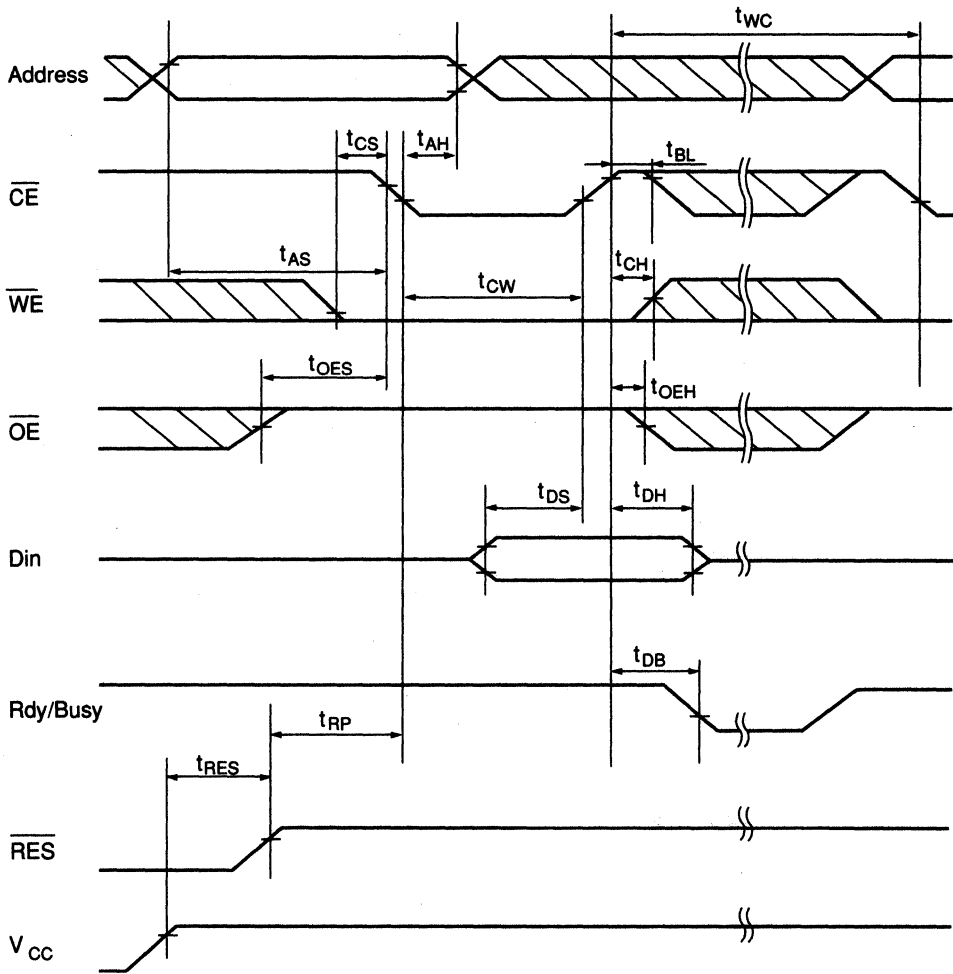 tWC
Address
tCS
tAH
tBL
CE
tAS
tCH
tCW
WE
tOES
tOEH
OE
tDS
tDH
Din
tDB
Rdy/Busy
tRP
tRES
RES
VCC